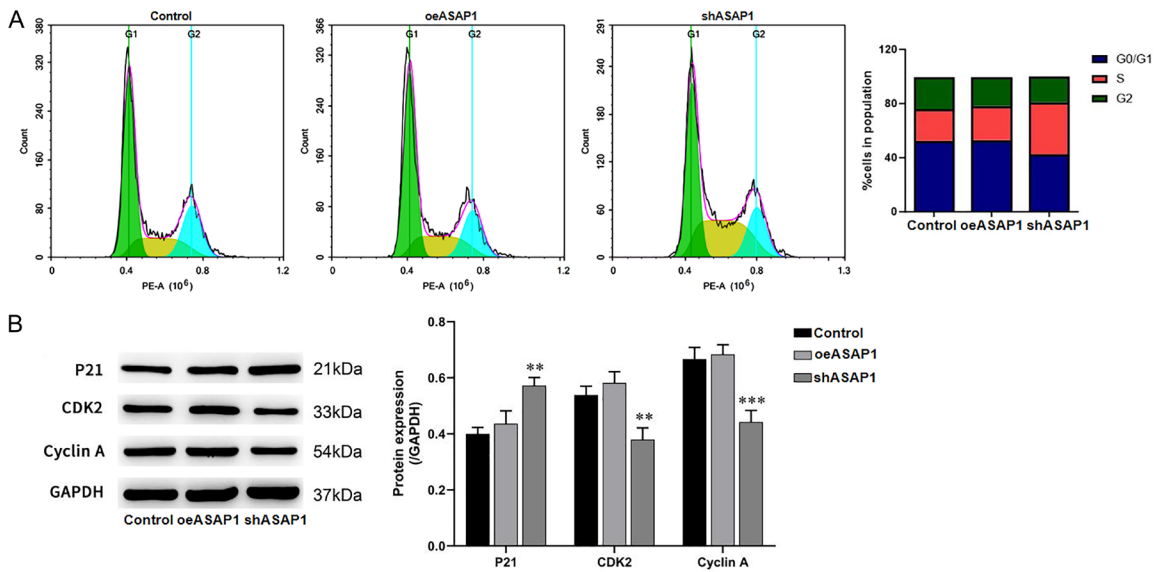 A
Control
380
320
240
160
80
0
Count
G1
G2
0
0.4
0.8
1.2
PE-A (10⁶)
oeASAP1
366
320
240
160
80
0
Count
G1
G2
0
0.4
0.8
1.2
PE-A (10⁶)
shASAP1
291
240
180
120
60
0
Count
G1
G2
0
0.4
0.8
1.3
PE-A (10⁶)
%cells in population
120
80
40
0
Control oeASAP1 shASAP1
G0/G1
S
G2
B
P21 21kDa
CDK2 33kDa
Cyclin A 54kDa
GAPDH 37kDa
Control oeASAP1 shASAP1
Protein expression
(/GAPDH)
0.8
0.6
0.4
0.2
0.0
**
**
***
P21 CDK2 Cyclin A
Control
oeASAP1
shASAP1